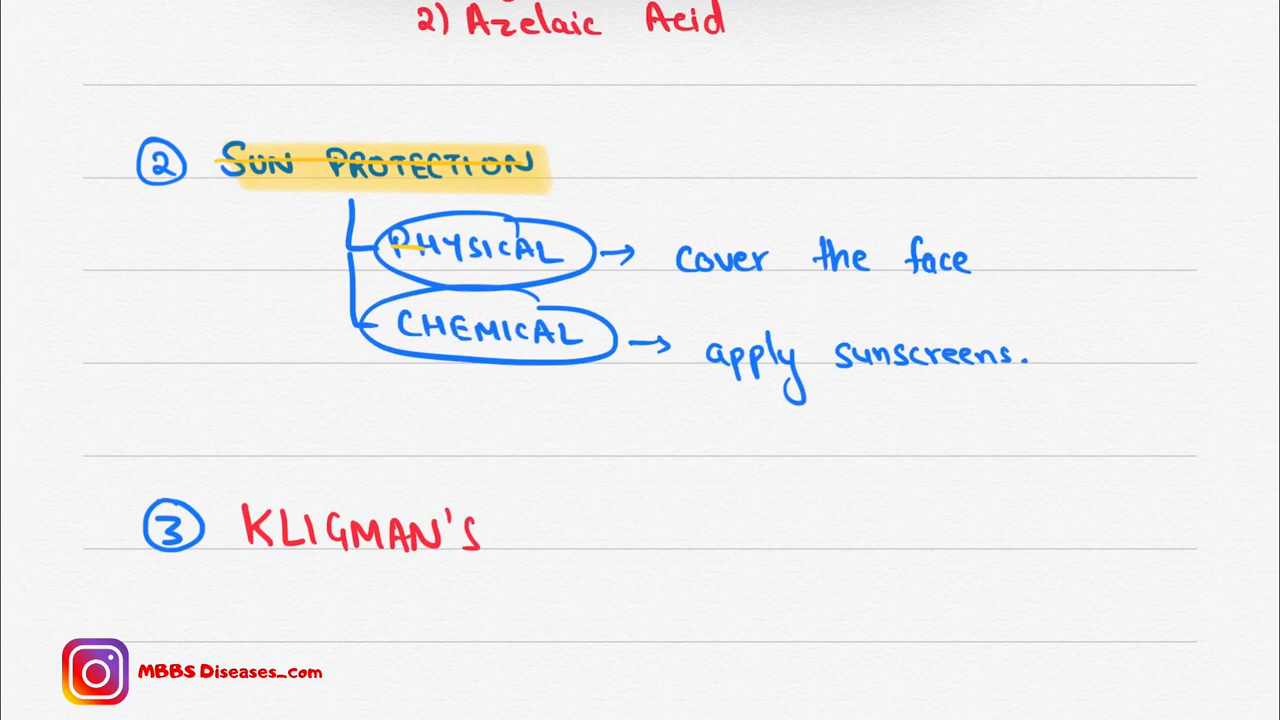 2) Azelaic Acid
2 SUN PROTECTION
PHYSICAL → cover the face
CHEMICAL → apply sunscreens.
3 KLIGMAN'S
MBBS Diseases_com